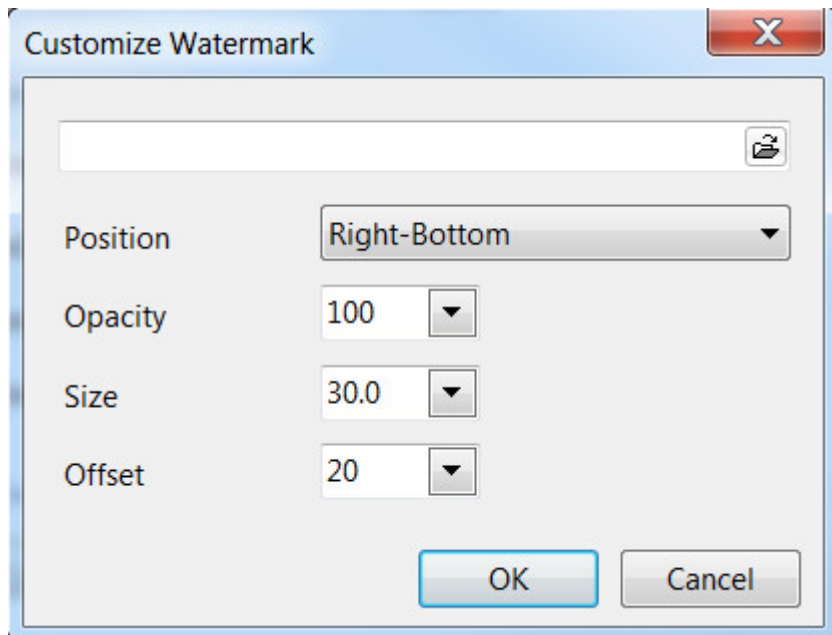 Customize Watermark
Position Right-Bottom
Opacity 100
Size 30.0
Offset 20
OK Cancel